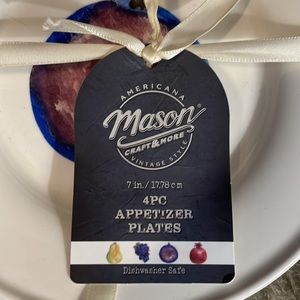 AMERICANA
Mason®
CRAFT & MORE
VINTAGE STYLE
7 in./17.78 cm
4PC
APPETIZER
PLATES
Dishwasher Safe